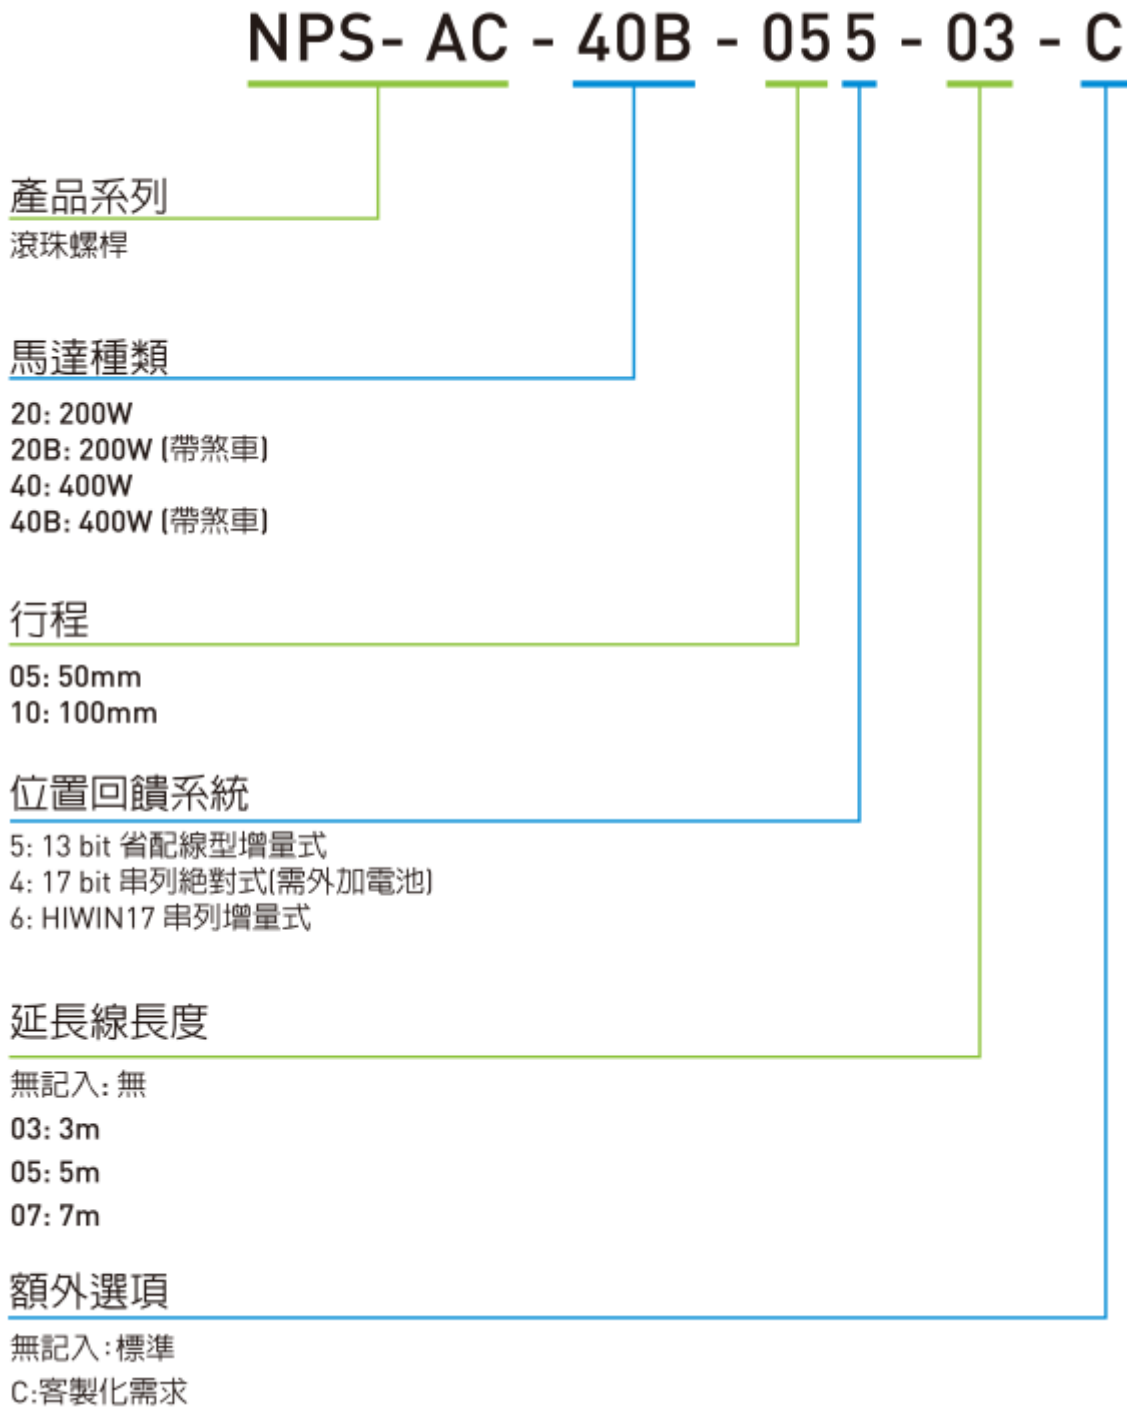 NPS- AC - 40B - 055 - 03 - C
產品系列
滾珠螺桿
馬達種類
20: 200W
20B: 200W (帶煞車)
40: 400W
40B: 400W (帶煞車)
行程
05: 50mm
10: 100mm
位置回饋系統
5: 13 bit 省配線型增量式
4: 17 bit 串列絶對式(需外加電池)
6: HIWIN17 串列增量式
延長線長度
無記入: 無
03: 3m
05: 5m
07: 7m
額外選項
無記入:標準
C:客製化需求